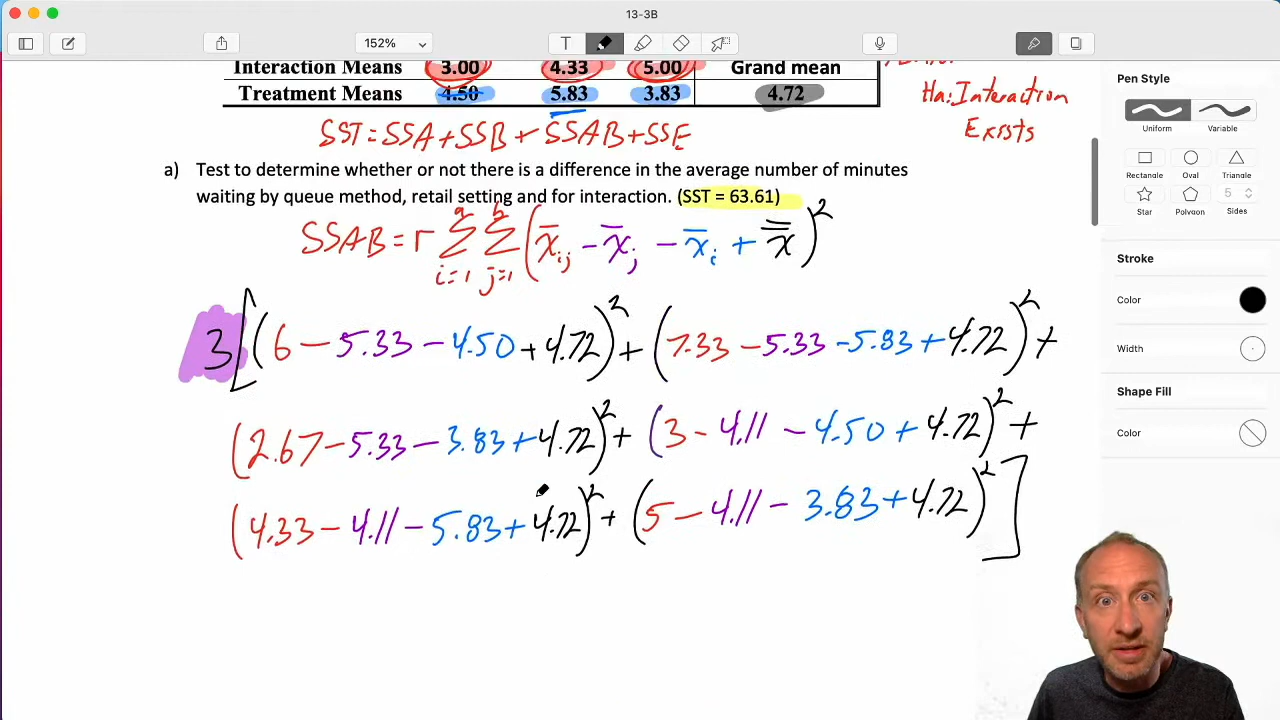 13-3B
152%
T
Interaction Means 3.00 4.33 5.00 Grand mean
Treatment Means 4.50 5.83 3.83 4.72
Ha: Interaction
Exists
SST = SSA + SSB + SSAB + SSE
a) Test to determine whether or not there is a difference in the average number of minutes
waiting by queue method, retail setting and for interaction. (SST = 63.61)
SSAB = r Σ_{i=1}^{a} Σ_{j=1}^{b} (x̄ij - x̄j - x̄i + x̿)²
3[(6 - 5.33 - 4.50 + 4.72)² + (7.33 - 5.33 - 5.83 + 4.72)² +
(2.67 - 5.33 - 3.83 + 4.72)² + (3 - 4.11 - 4.50 + 4.72)² +
(4.33 - 4.11 - 5.83 + 4.72)² + (5 - 4.11 - 3.83 + 4.72)²]
Pen Style
Uniform Variable
Rectangle Oval Triangle
5
Star Polygon Sides
Stroke
Color
Width
Shape Fill
Color